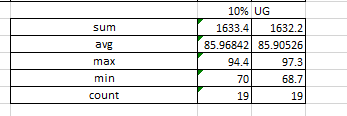 10% UG
sum 1633.4 1632.2
avg 85.96842 85.90526
max 94.4 97.3
min 70 68.7
count 19 19